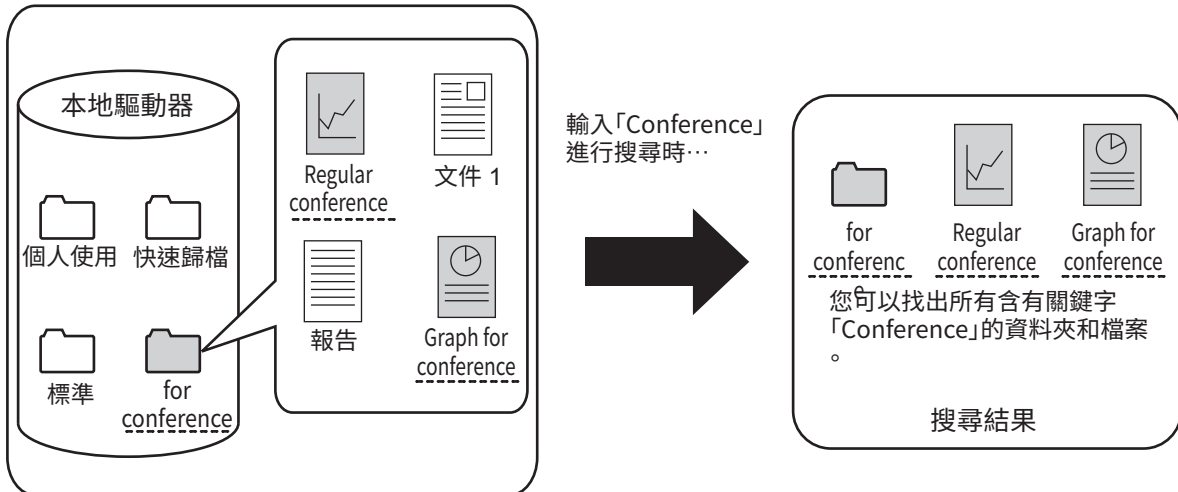 本地驅動器
個人使用
快速歸檔
標準
for
conference
Regular
conference
文件 1
報告
Graph for
conference
輸入「Conference」
進行搜尋時…
for
conferenc
e
Regular
conference
Graph for
conference
您可以找出所有含有關鍵字
「Conference」的資料夾和檔案
。
搜尋結果